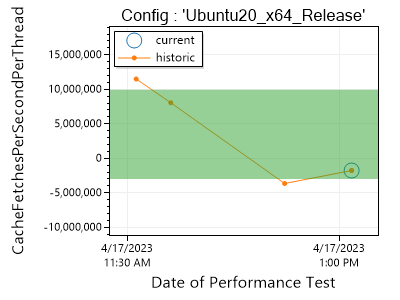 Config : 'Ubuntu20_x64_Release'
current
historic
CacheFetchesPerSecondPerThread
15,000,000
10,000,000
5,000,000
0
-5,000,000
-10,000,000
4/17/2023
11:30 AM
4/17/2023
1:00 PM
Date of Performance Test